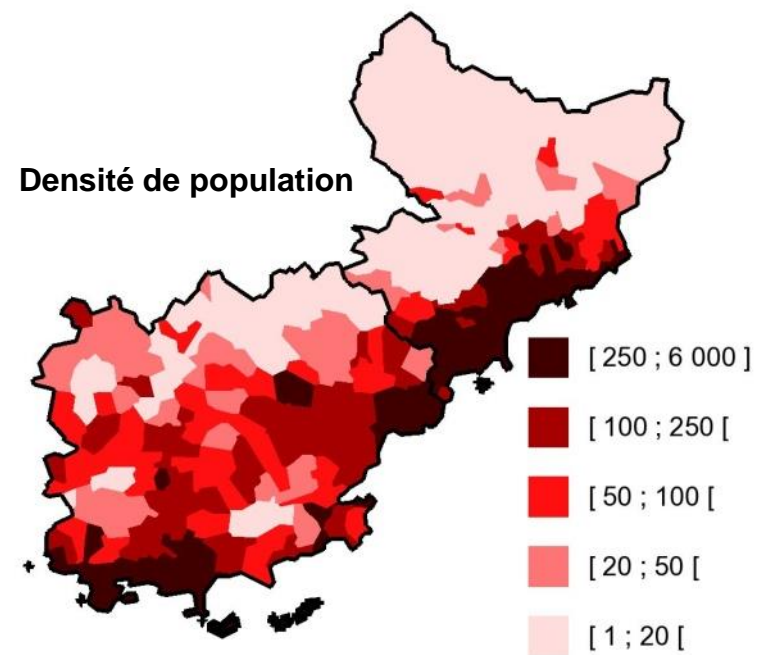 Densité de population
[ 250 ; 6 000 ]
[ 100 ; 250 [
[ 50 ; 100 [
[ 20 ; 50 [
[ 1 ; 20 [